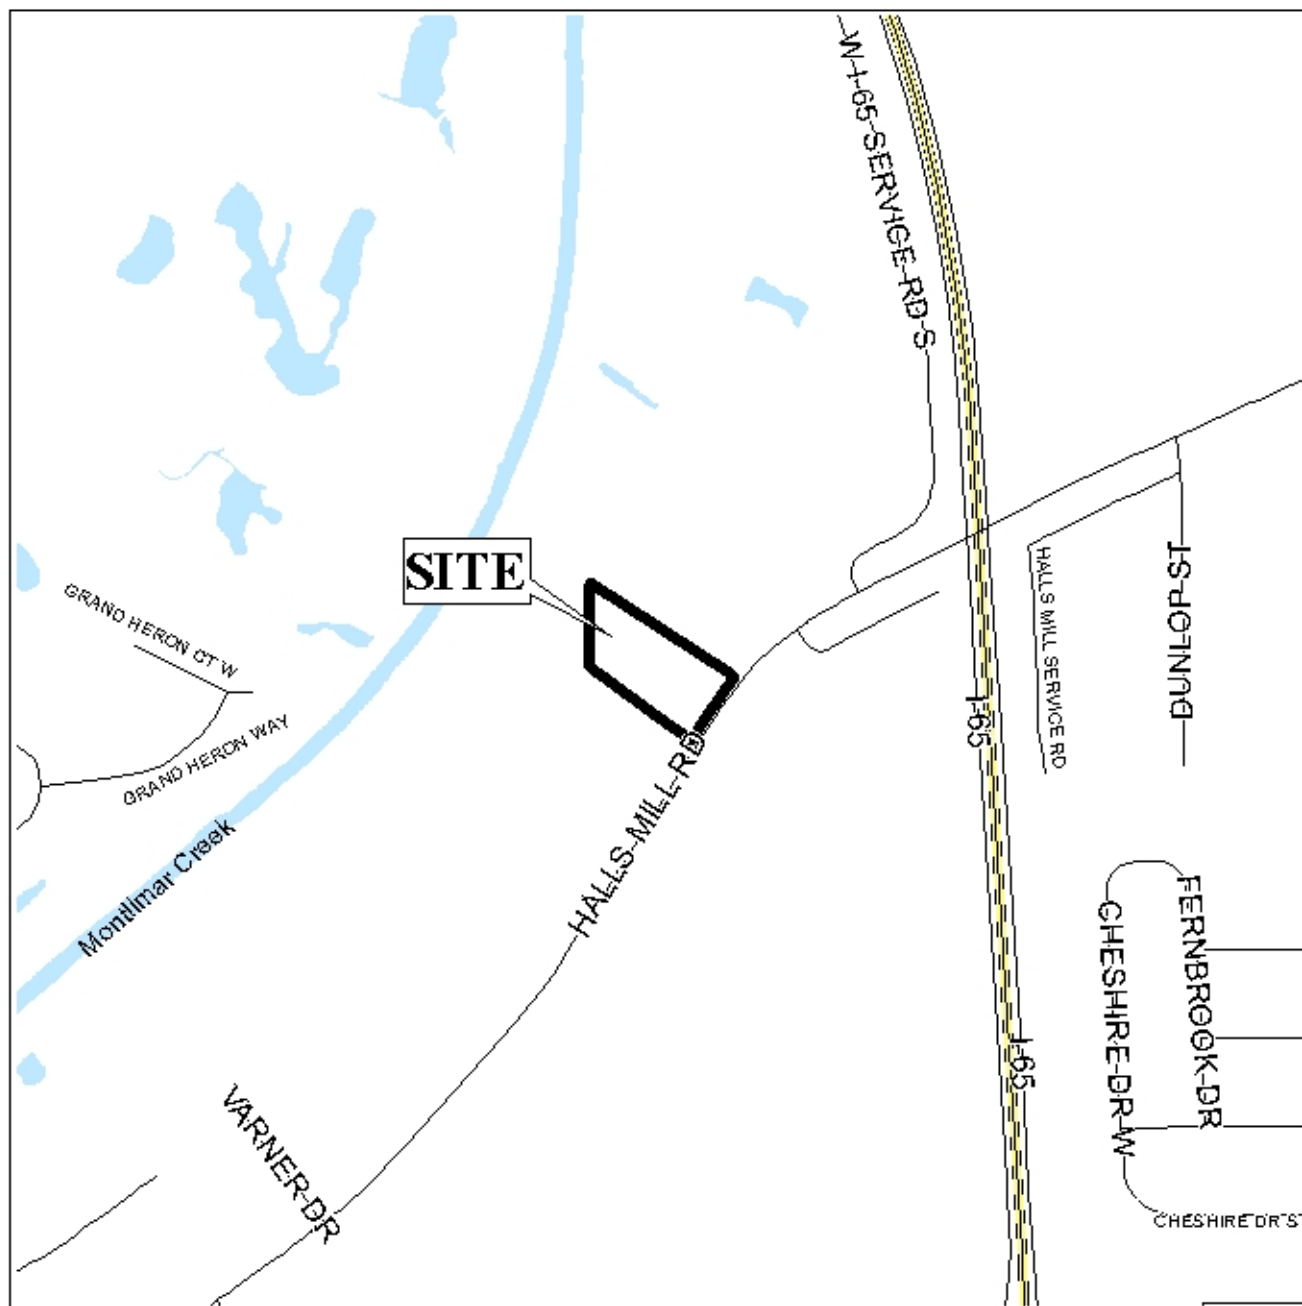 W-I-65-SERVICE-RD-S
SITE
GRAND HERON CT W
GRAND HERON WAY
HALLS MILL SERVICE RD
DUNLOP-ST
I-65
HALLS-MILL-RD
Montlimar Creek
FERNBROOK-DR
CHESHIRE-DR-W
I-65
VARNER-DR
CHESHIRE DR S